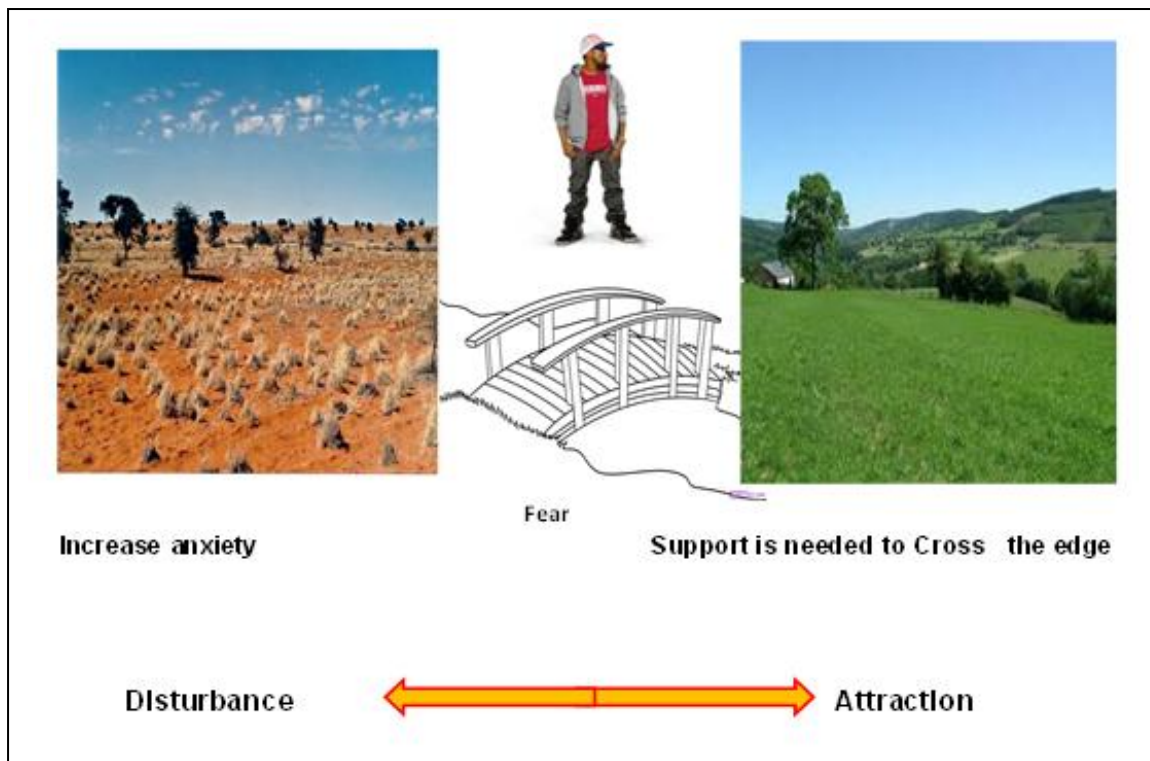 Fear
Increase anxiety
Support is needed to Cross the edge
Disturbance
Attraction